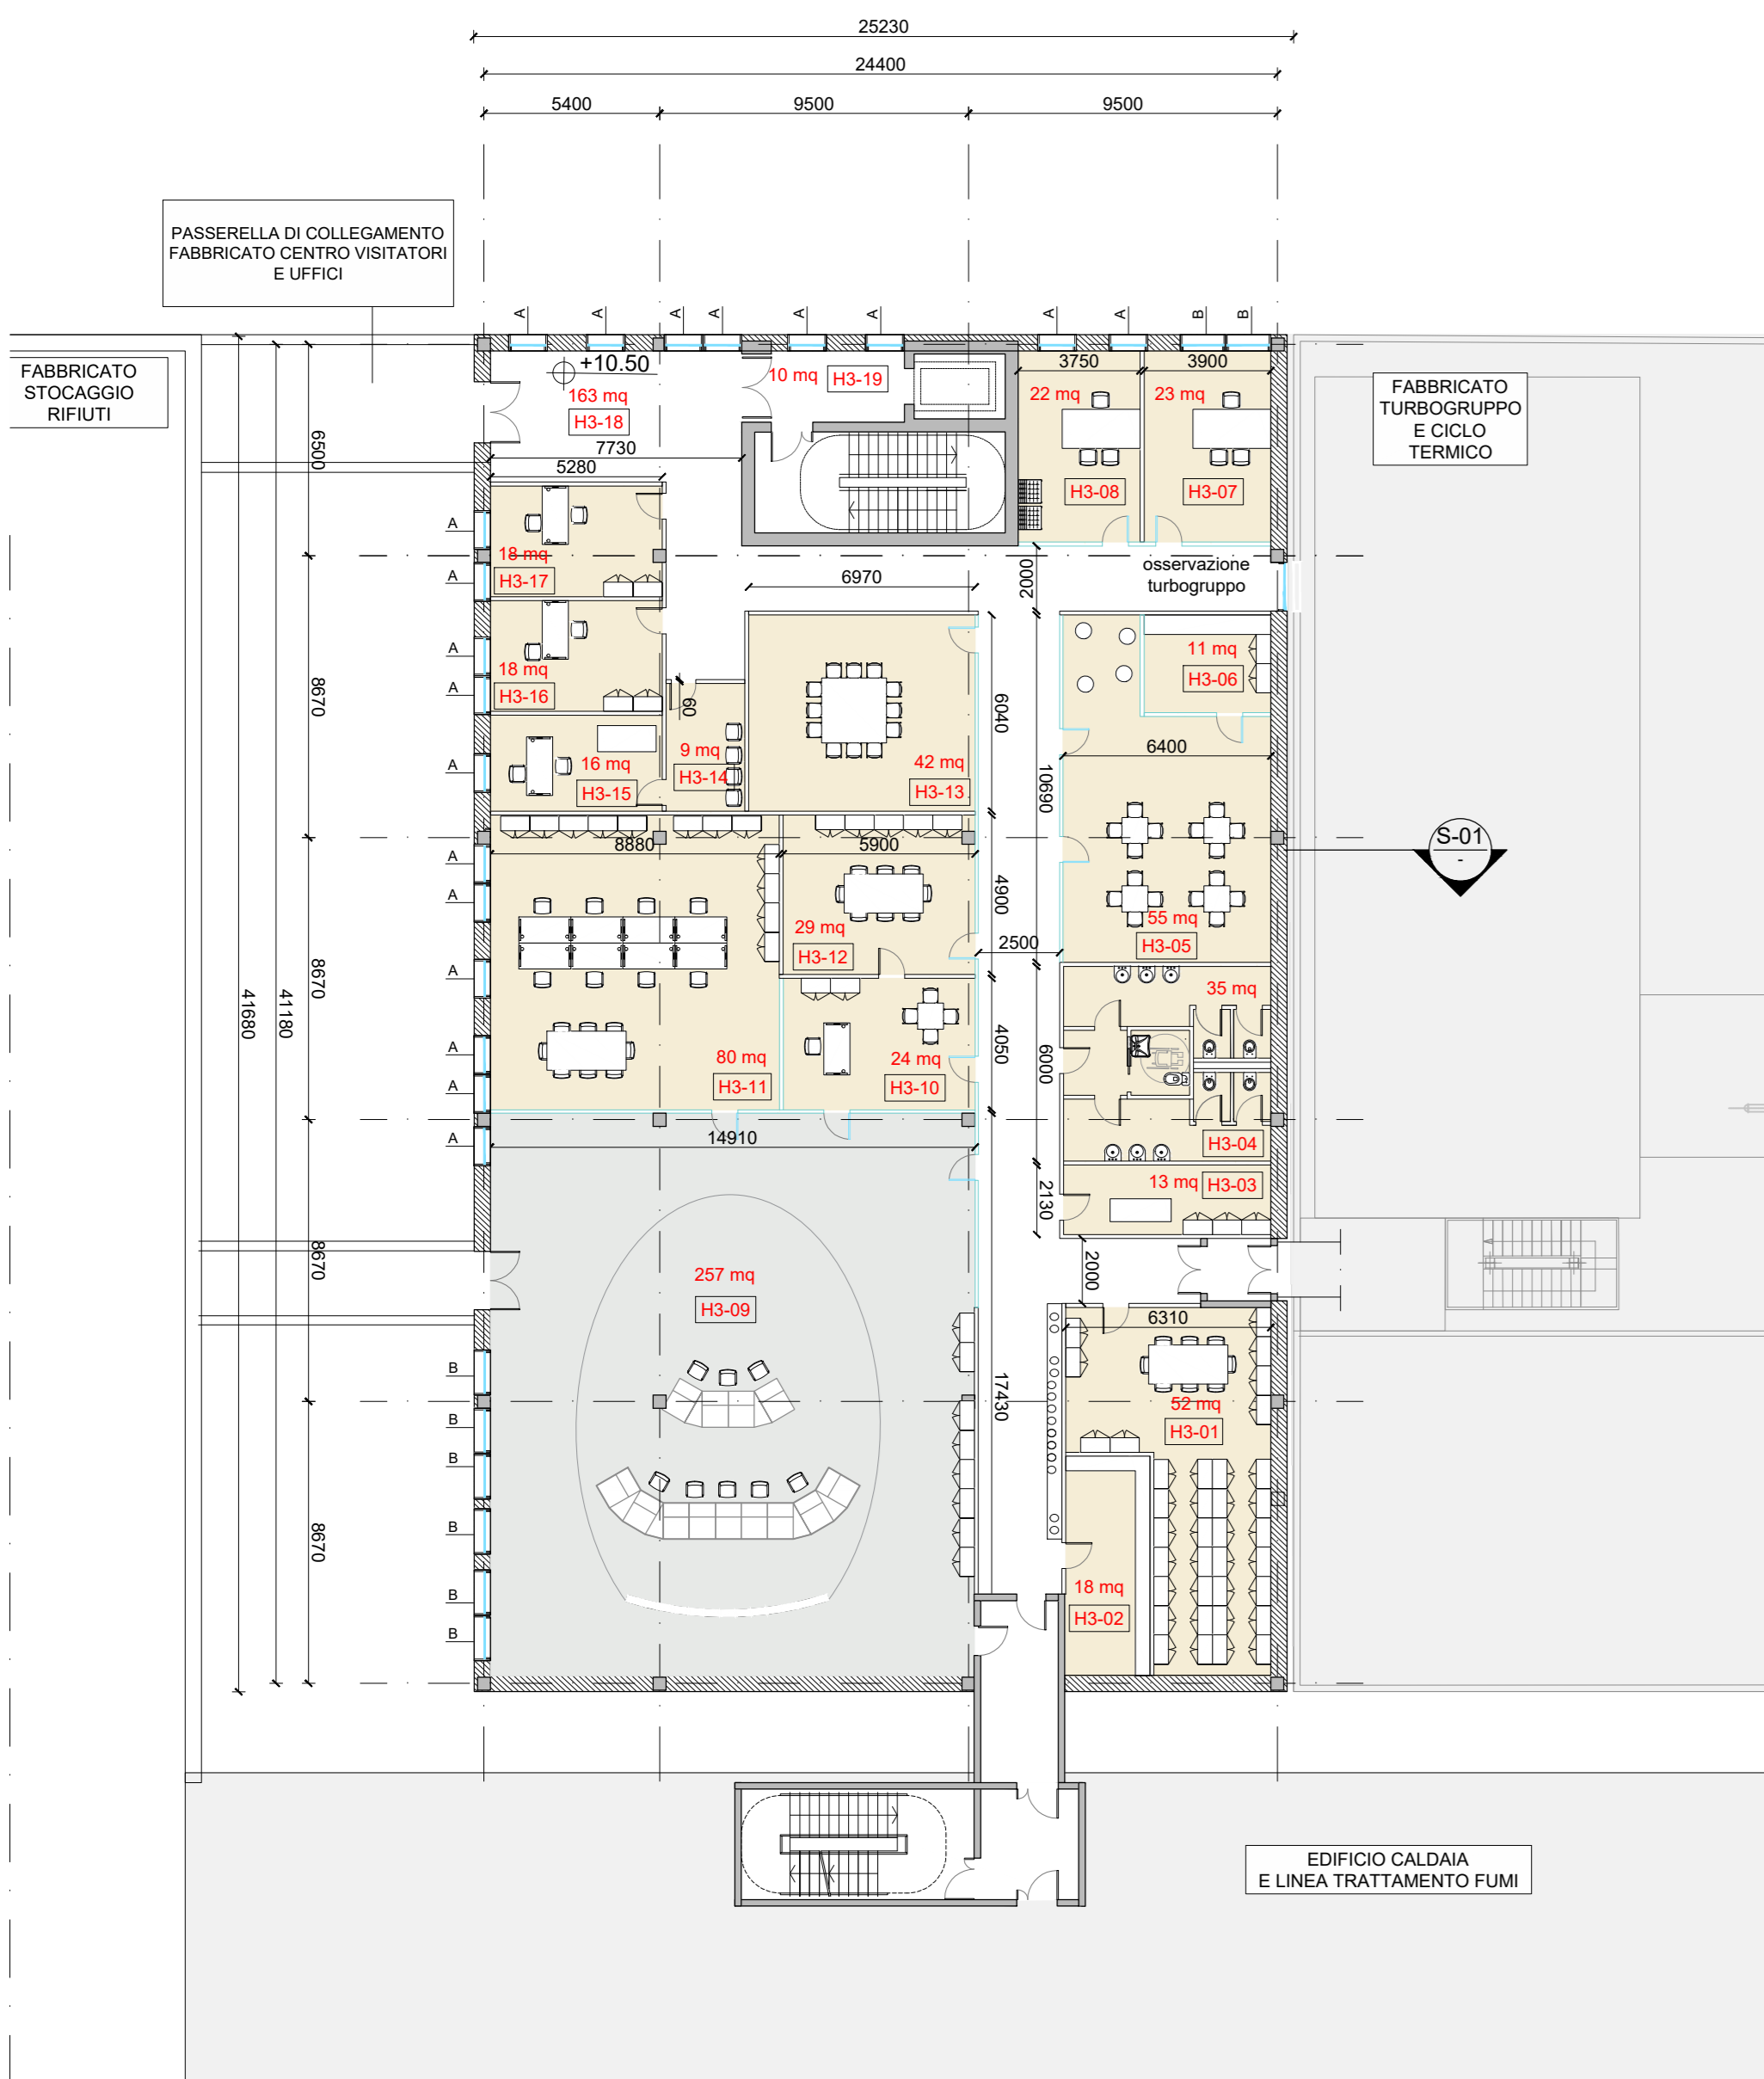 25230
24400
5400
9500
9500
PASSERELLA DI COLLEGAMENTO
FABBRICATO CENTRO VISITATORI
E UFFICI
A
A
A
A
A
A
A
A
B
B
FABBRICATO
STOCAGGIO
RIFIUTI
+10.50
163 mq
H3-18
7730
5280
10 mq
H3-19
3750
3900
22 mq
23 mq
H3-08
H3-07
FABBRICATO
TURBOGRUPPO
E CICLO
TERMICO
6500
A
18 mq
H3-17
A
6970
2000
osservazione
turbogruppo
A
18 mq
H3-16
A
8670
60
6040
11 mq
H3-06
9 mq
H3-14
16 mq
H3-15
A
42 mq
H3-13
10690
6400
8880
5900
A
A
4900
29 mq
H3-12
2500
55 mq
H3-05
S-01
-
A
8670
41180
41680
35 mq
4050
6000
A
80 mq
H3-11
24 mq
H3-10
A
14910
A
H3-04
13 mq
H3-03
2130
8670
257 mq
H3-09
2000
6310
B
17430
52 mq
H3-01
B
B
B
8670
18 mq
H3-02
B
B
EDIFICIO CALDAIA
E LINEA TRATTAMENTO FUMI